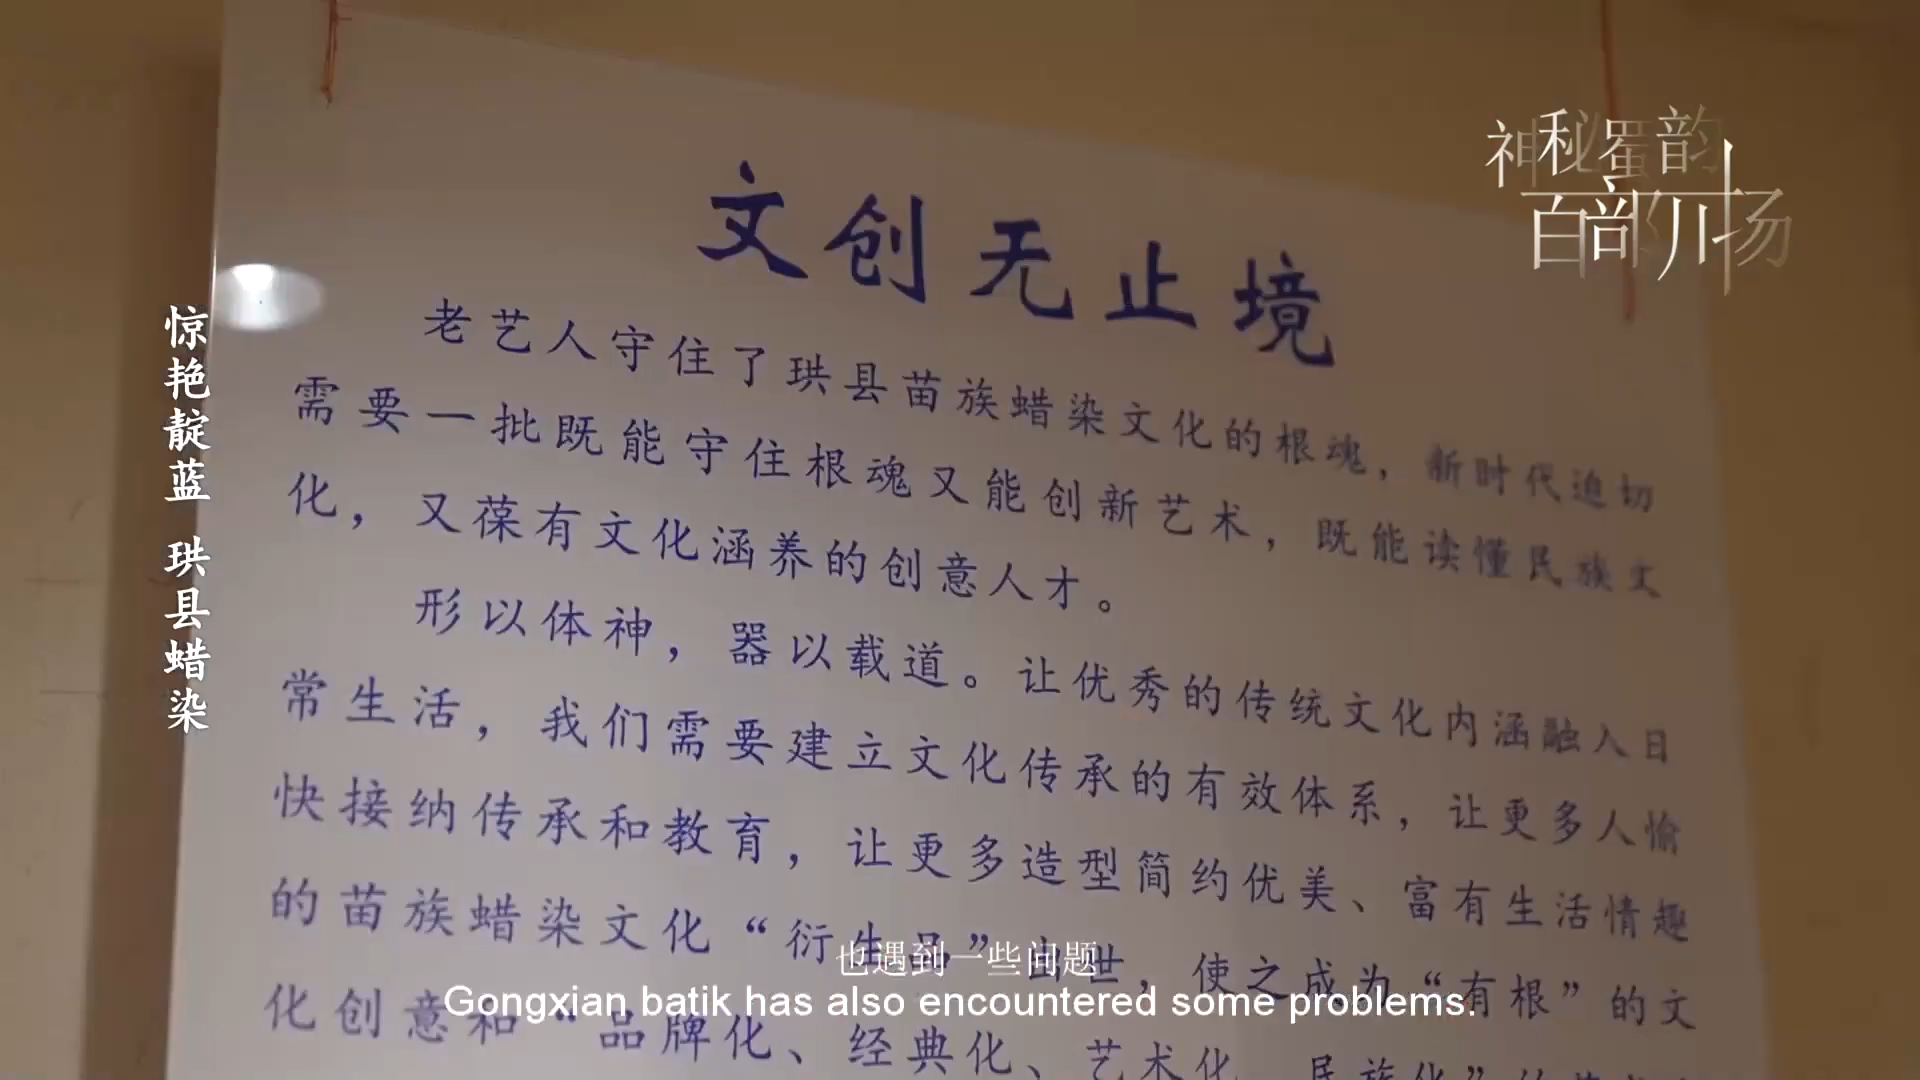 神秘蜀韵
百部川扬
惊艳靛蓝 珙县蜡染
文创无止境
老艺人守住了珙县苗族蜡染文化的根魂，新时代迫切
需要一批既能守住根魂又能创新艺术，既能读懂民族文
化，又葆有文化涵养的创意人才。
形以体神，器以载道。让优秀的传统文化内涵融入日
常生活，我们需要建立文化传承的有效体系，让更多人愉
快接纳传承和教育，让更多造型简约优美、富有生活情趣
的苗族蜡染文化“衍生品”出世，使之成为“有根”的文
化创意和“品牌化、经典化、艺术化、民族化”的
也遇到一些问题
Gongxian batik has also encountered some problems.